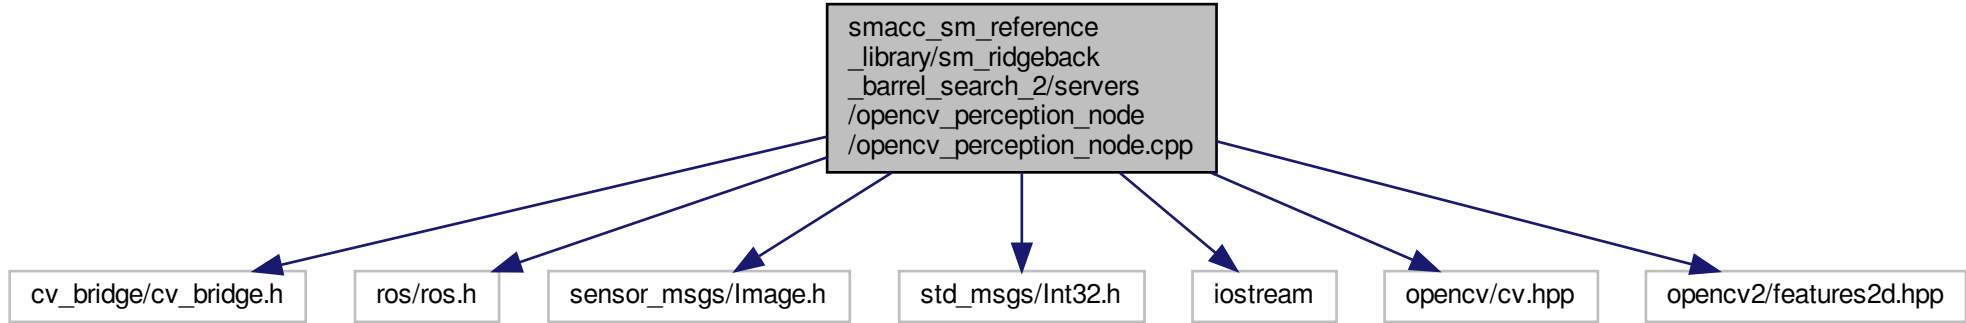 smacc_sm_reference
_library/sm_ridgeback
_barrel_search_2/servers
/opencv_perception_node
/opencv_perception_node.cpp
cv_bridge/cv_bridge.h
ros/ros.h
sensor_msgs/Image.h
std_msgs/Int32.h
iostream
opencv/cv.hpp
opencv2/features2d.hpp